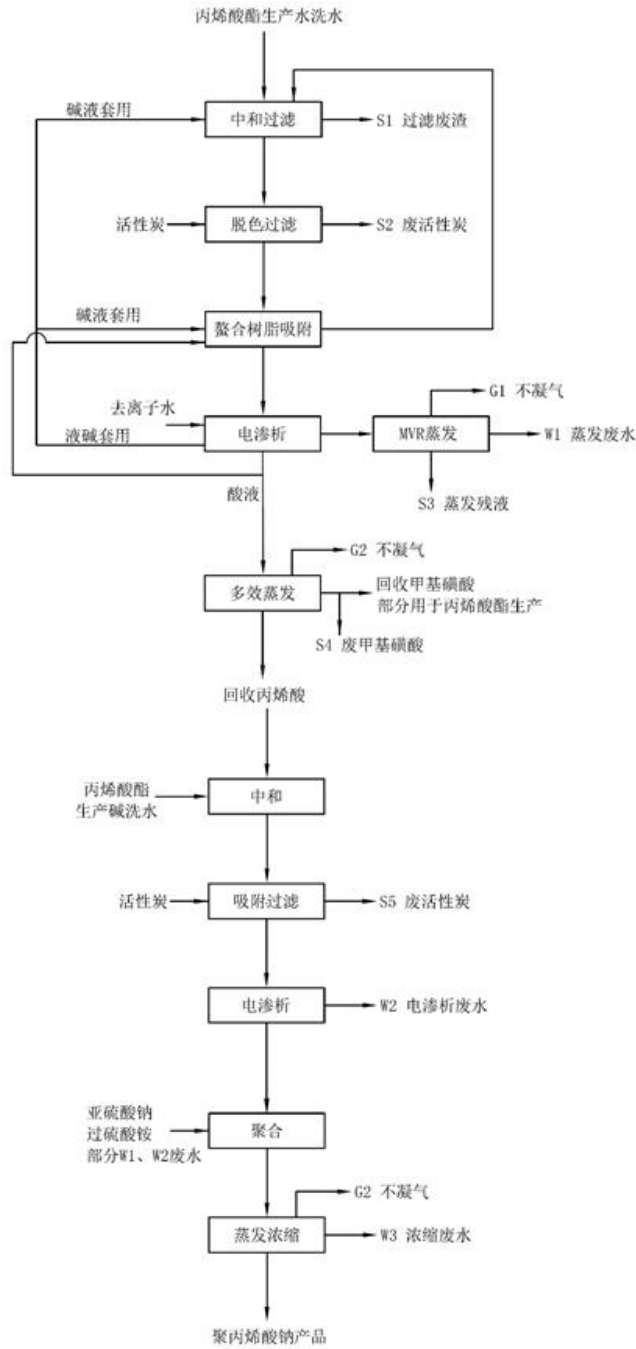 丙烯酸酯生产水洗水
碱液套用
中和过滤
S1 过滤废渣
活性炭
脱色过滤
S2 废活性炭
碱液套用
螯合树脂吸附
去离子水
液碱套用
电渗析
MVR蒸发
G1 不凝气
W1 蒸发废水
S3 蒸发残液
酸液
G2 不凝气
多效蒸发
回收甲基磺酸
部分用于丙烯酸酯生产
S4 废甲基磺酸
回收丙烯酸
丙烯酸酯
生产碱洗水
中和
活性炭
吸附过滤
S5 废活性炭
电渗析
W2 电渗析废水
亚硫酸钠
过硫酸铵
部分W1、W2废水
聚合
G2 不凝气
蒸发浓缩
W3 浓缩废水
聚丙烯酸钠产品